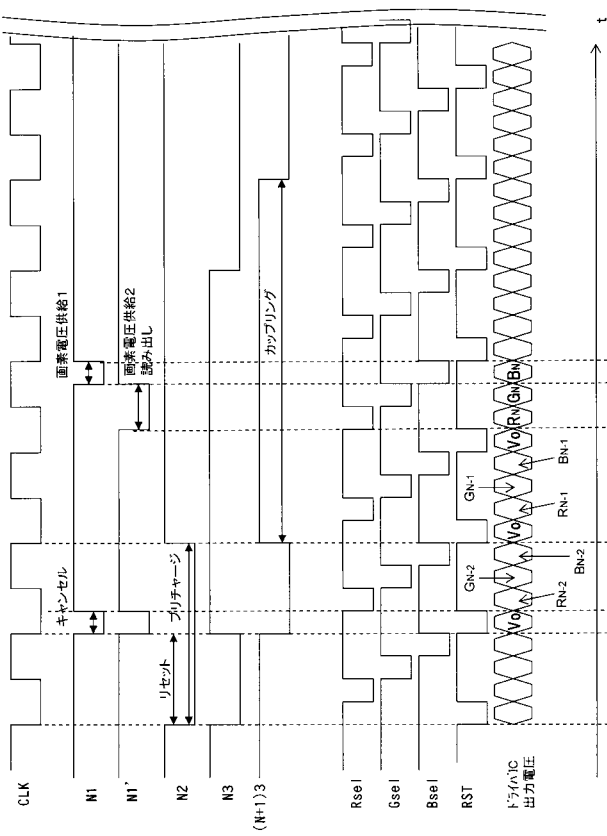 CLK
画素電圧供給1
キャンセル
N1
画素電圧供給2
読み出し
N1'
プリチャージ
リセット
N2
N3
カップリング
(N+1)3
Rsel
Gsel
Bsel
RST
Vo
Vo
Vo RN GN BN
ドライバIC
出力電圧
RN-2
GN-2
BN-2
RN-1
GN-1
BN-1
t